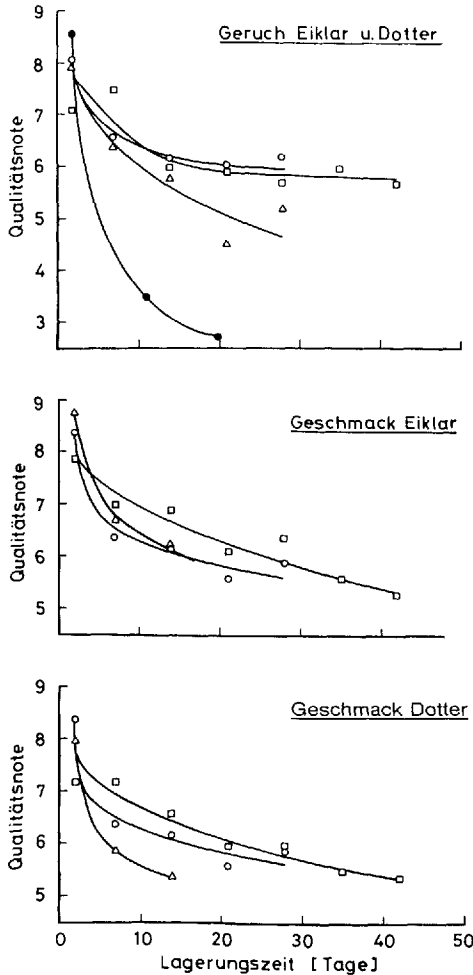 Geruch Eiklar u. Dotter
9
8
7
6
5
4
3
Qualitätsnote
Geschmack Eiklar
9
8
7
6
5
Qualitätsnote
Geschmack Dotter
9
8
7
6
5
Qualitätsnote
0 10 20 30 40 50
Lagerungszeit [Tage]